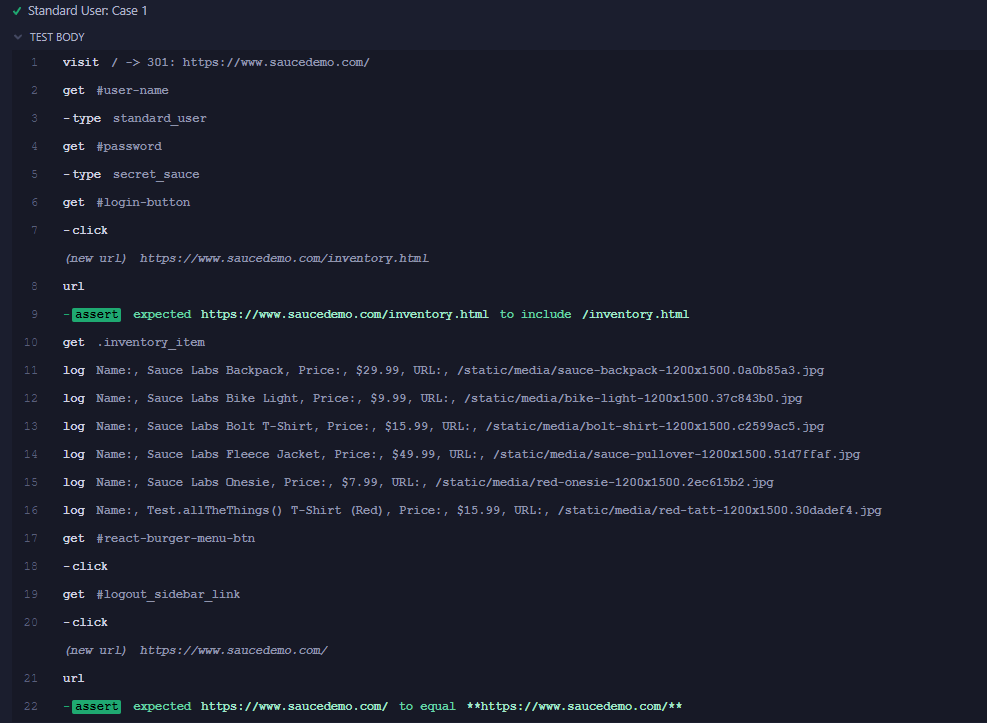 ✔ Standard User: Case 1
TEST BODY
1 visit / -> 301: https://www.saucedemo.com/
2 get #user-name
3 -type standard_user
4 get #password
5 -type secret_sauce
6 get #login-button
7 -click
(new url) https://www.saucedemo.com/inventory.html
8 url
9 -assert expected https://www.saucedemo.com/inventory.html to include /inventory.html
10 get .inventory_item
11 log Name:, Sauce Labs Backpack, Price:, $29.99, URL:, /static/media/sauce-backpack-1200x1500.0a0b85a3.jpg
12 log Name:, Sauce Labs Bike Light, Price:, $9.99, URL:, /static/media/bike-light-1200x1500.37c843b0.jpg
13 log Name:, Sauce Labs Bolt T-Shirt, Price:, $15.99, URL:, /static/media/bolt-shirt-1200x1500.c2599ac5.jpg
14 log Name:, Sauce Labs Fleece Jacket, Price:, $49.99, URL:, /static/media/sauce-pullover-1200x1500.51d7ffaf.jpg
15 log Name:, Sauce Labs Onesie, Price:, $7.99, URL:, /static/media/red-onesie-1200x1500.2ec615b2.jpg
16 log Name:, Test.allTheThings() T-Shirt (Red), Price:, $15.99, URL:, /static/media/red-tatt-1200x1500.30dadef4.jpg
17 get #react-burger-menu-btn
18 -click
19 get #logout_sidebar_link
20 -click
(new url) https://www.saucedemo.com/
21 url
22 -assert expected https://www.saucedemo.com/ to equal **https://www.saucedemo.com/**